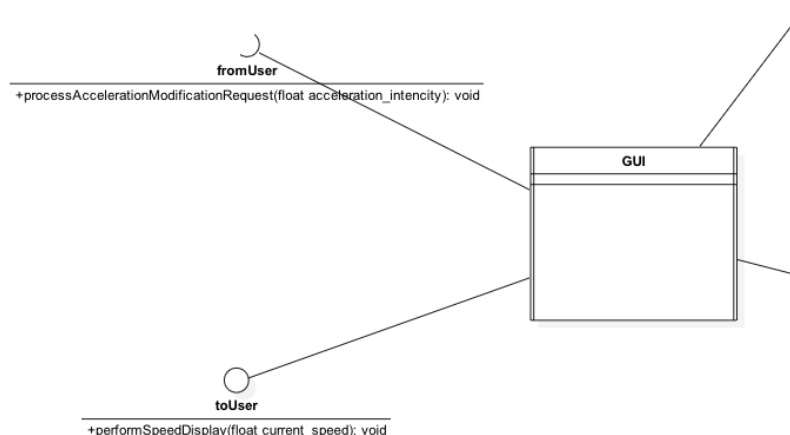 fromUser
+processAccelerationModificationRequest(float acceleration_intencity): void
GUI
toUser
+performSpeedDisplay(float current_speed): void